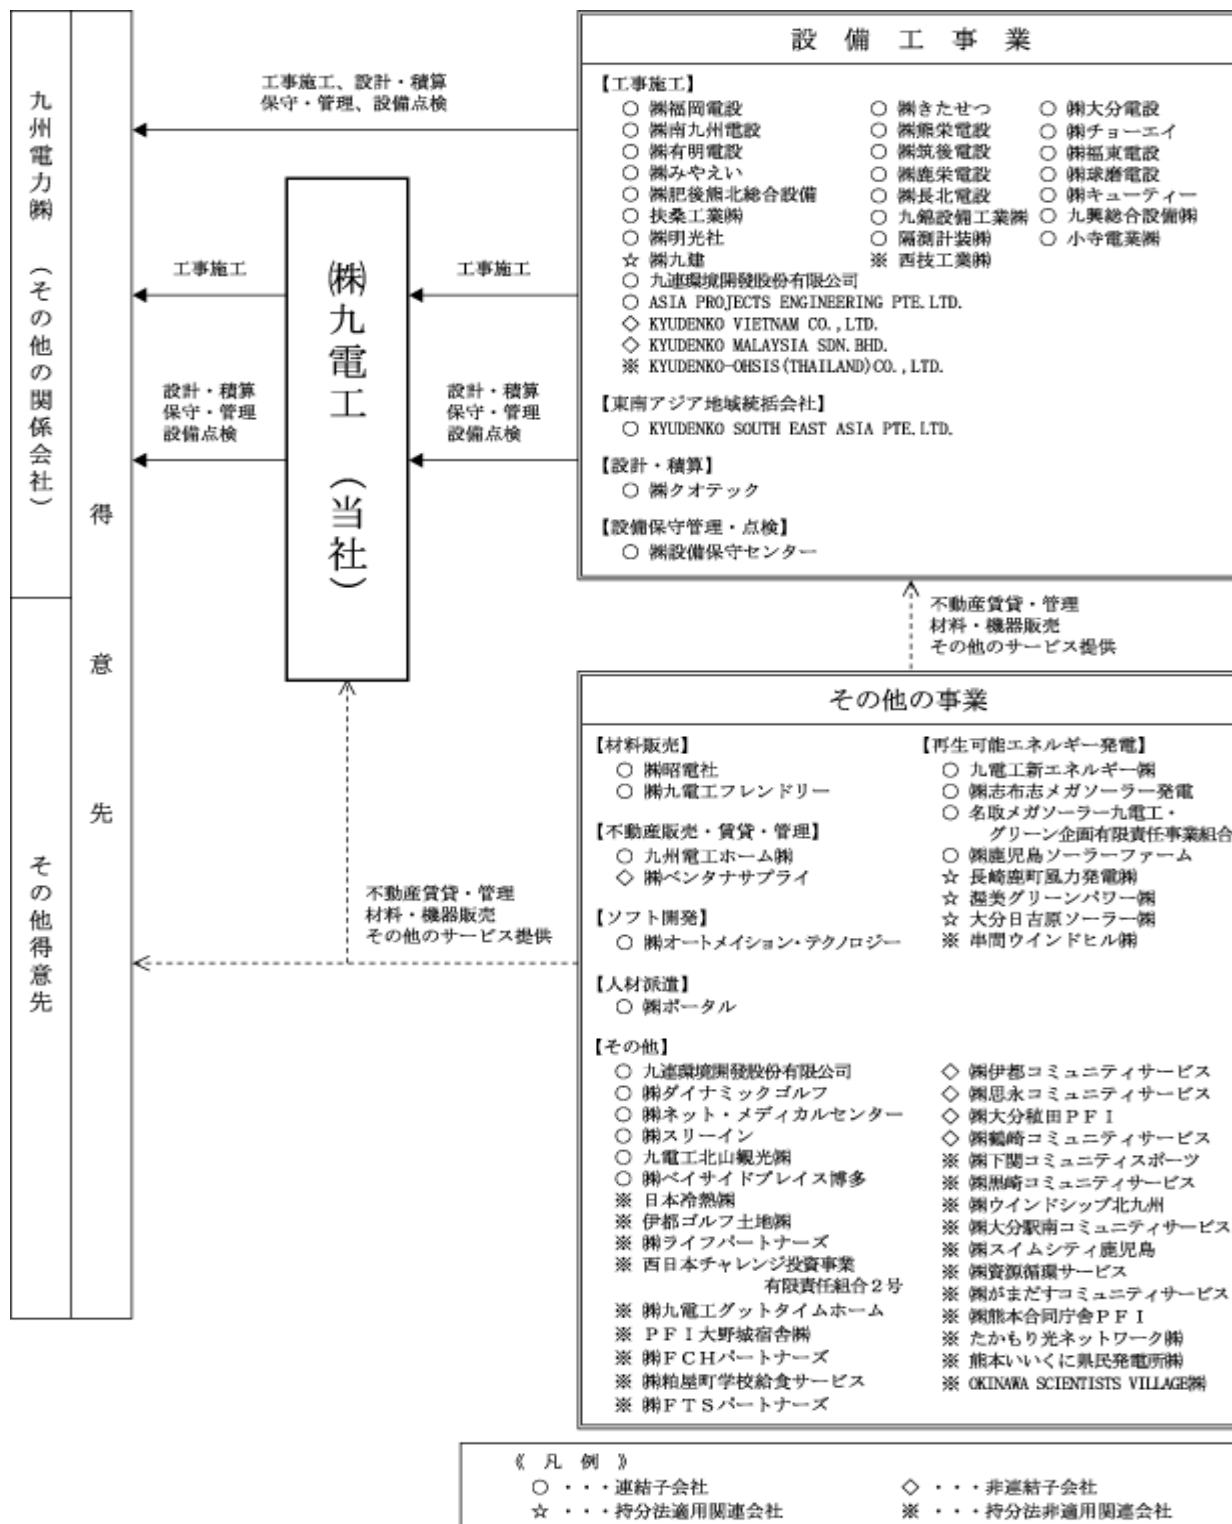 九州電力㈱ （その他の関係会社）
その他得意先
得意先
㈱九電工 （当社）
工事施工、設計・積算
保守・管理、設備点検
工事施工
工事施工
設計・積算
保守・管理
設備点検
設計・積算
保守・管理
設備点検
設備工事業
【工事施工】
○ ㈱福岡電設 ○ ㈱きたせつ ○ ㈱大分電設
○ ㈱南九州電設 ○ ㈱熊栄電設 ○ ㈱チョーエイ
○ ㈱有明電設 ○ ㈱筑後電設 ○ ㈱福東電設
○ ㈱みやえい ○ ㈱鹿栄電設 ○ ㈱球磨電設
○ ㈱肥後熊北総合設備 ○ ㈱長北電設 ○ ㈱キューティー
○ 扶桑工業㈱ ○ 九錦設備工業㈱ ○ 九興総合設備㈱
○ ㈱明光社 ○ 隔測計装㈱ ○ 小寺電業㈱
☆ ㈱九建 ※ 西技工業㈱
○ 九連環境開發股份有限公司
○ ASIA PROJECTS ENGINEERING PTE.LTD.
◇ KYUDENKO VIETNAM CO.,LTD.
◇ KYUDENKO MALAYSIA SDN.BHD.
※ KYUDENKO-OHSIS(THAILAND)CO.,LTD.
【東南アジア地域統括会社】
○ KYUDENKO SOUTH EAST ASIA PTE.LTD.
【設計・積算】
○ ㈱クオテック
【設備保守管理・点検】
○ ㈱設備保守センター
不動産賃貸・管理
材料・機器販売
その他のサービス提供
不動産賃貸・管理
材料・機器販売
その他のサービス提供
その他の事業
【材料販売】
○ ㈱昭電社
○ ㈱九電工フレンドリー
【不動産販売・賃貸・管理】
○ 九州電工ホーム㈱
◇ ㈱ベンタナサプライ
【ソフト開発】
○ ㈱オートメイション・テクノロジー
【人材派遣】
○ ㈱ポータル
【再生可能エネルギー発電】
○ 九電工新エネルギー㈱
○ ㈱志布志メガソーラー発電
○ 名取メガソーラー九電工・
グリーン企画有限責任事業組合
○ ㈱鹿児島ソーラーファーム
☆ 長崎鹿町風力発電㈱
☆ 渥美グリーンパワー㈱
☆ 大分日吉原ソーラー㈱
※ 串間ウインドヒル㈱
【その他】
○ 九連環境開發股份有限公司
○ ㈱ダイナミックゴルフ
○ ㈱ネット・メディカルセンター
○ ㈱スリーイン
○ 九電工北山観光㈱
○ ㈱ベイサイドプレイス博多
※ 日本冷熱㈱
※ 伊都ゴルフ土地㈱
※ ㈱ライフパートナーズ
※ 西日本チャレンジ投資事業
有限責任組合２号
※ ㈱九電工グットタイムホーム
※ ＰＦＩ大野城宿舎㈱
※ ㈱ＦＣＨパートナーズ
※ ㈱粕屋町学校給食サービス
※ ㈱ＦＴＳパートナーズ
◇ ㈱伊都コミュニティサービス
◇ ㈱思永コミュニティサービス
◇ ㈱大分稙田ＰＦＩ
◇ ㈱鶴崎コミュニティサービス
※ ㈱下関コミュニティスポーツ
※ ㈱黒崎コミュニティサービス
※ ㈱ウインドシップ北九州
※ ㈱大分駅南コミュニティサービス
※ ㈱スイムシティ鹿児島
※ ㈱資源循環サービス
※ ㈱がまだすコミュニティサービス
※ ㈱熊本合同庁舎ＰＦＩ
※ たかもり光ネットワーク㈱
※ 熊本いいくに県民発電所㈱
※ OKINAWA SCIENTISTS VILLAGE㈱
《 凡 例 》
○ ・・・連結子会社 ◇ ・・・非連結子会社
☆ ・・・持分法適用関連会社 ※ ・・・持分法非適用関連会社